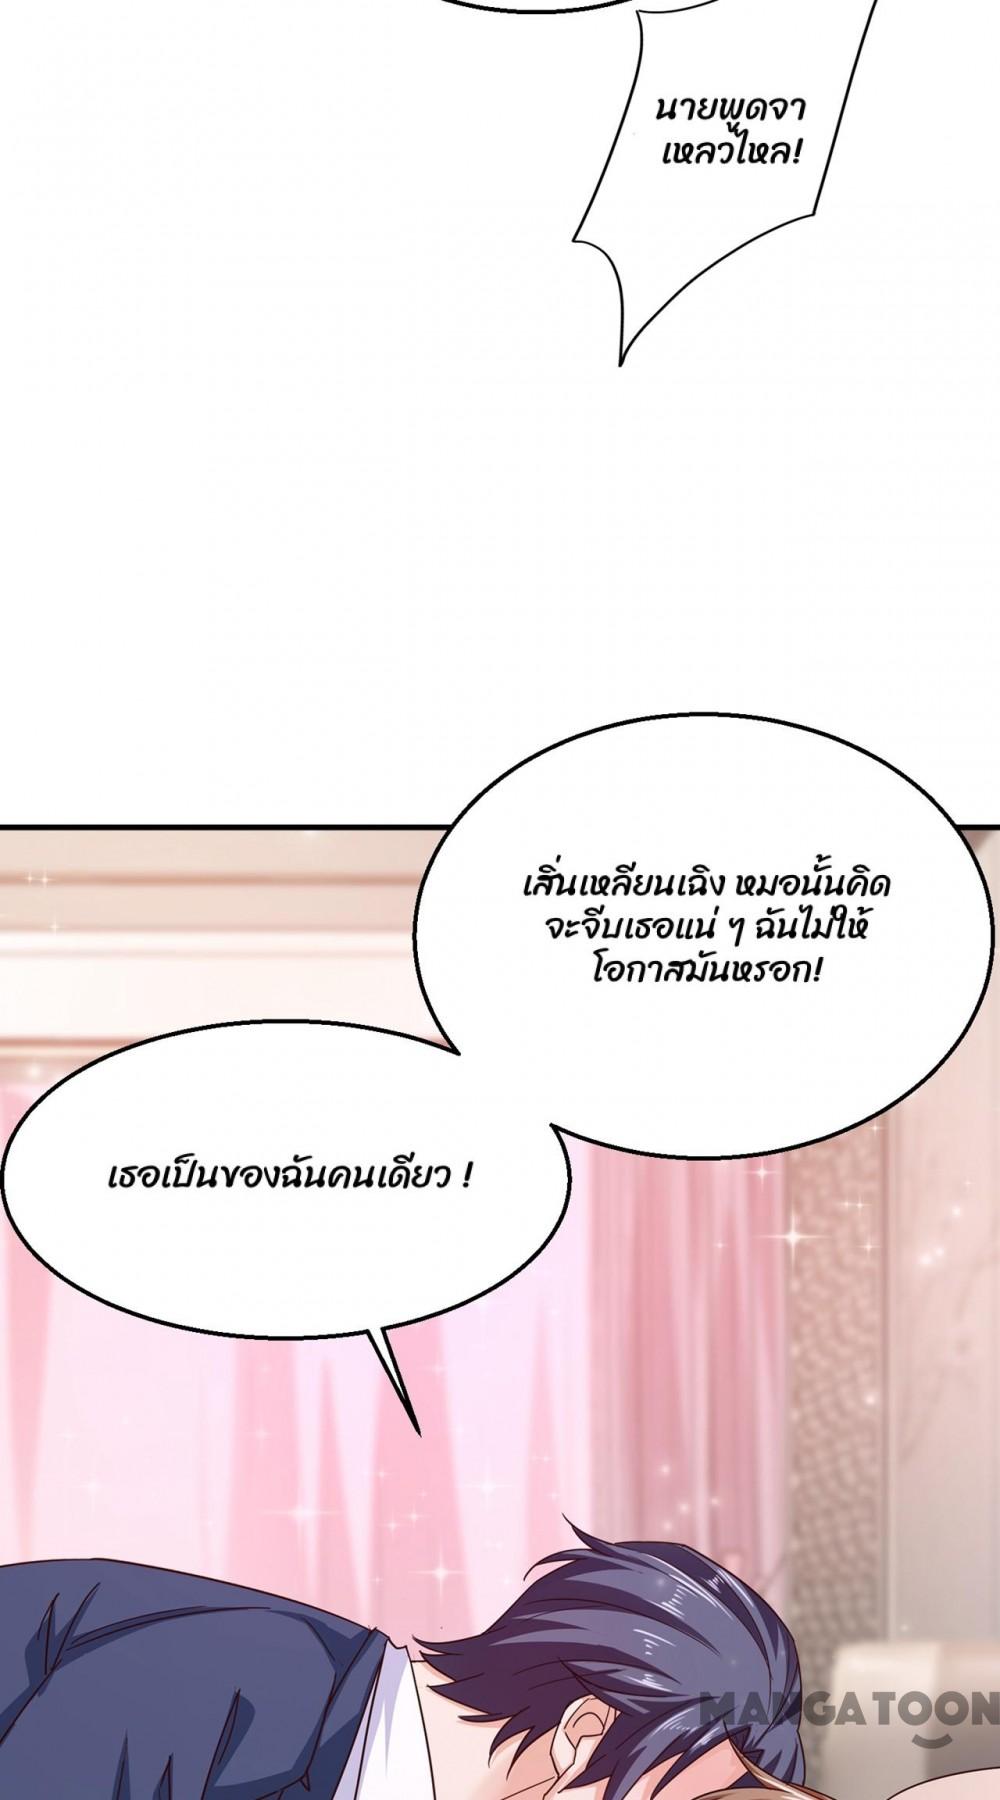 นายพูดจา
เหลวไหล!
เสิ่นเหลียนเฉิง หมอนั้นคิด
จะจีบเธอแน่ ๆ ฉันไม่ให้
โอกาสมันหรอก!
เธอเป็นของฉันคนเดียว !
MANGATOON